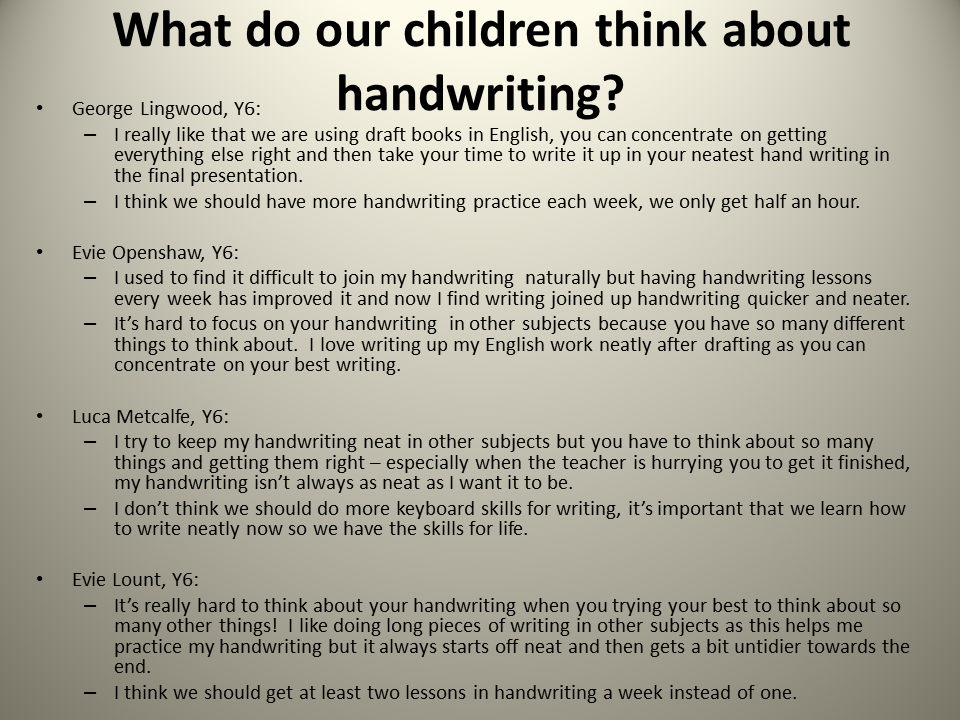 What do our children think about
handwriting?
• George Lingwood, Y6:
– I really like that we are using draft books in English, you can concentrate on getting
everything else right and then take your time to write it up in your neatest hand writing in
the final presentation.
– I think we should have more handwriting practice each week, we only get half an hour.
• Evie Openshaw, Y6:
– I used to find it difficult to join my handwriting  naturally but having handwriting lessons
every week has improved it and now I find writing joined up handwriting quicker and neater.
– It’s hard to focus on your handwriting  in other subjects because you have so many different
things to think about.  I love writing up my English work neatly after drafting as you can
concentrate on your best writing.
• Luca Metcalfe, Y6:
– I try to keep my handwriting neat in other subjects but you have to think about so many
things and getting them right – especially when the teacher is hurrying you to get it finished,
my handwriting isn’t always as neat as I want it to be.
– I don’t think we should do more keyboard skills for writing, it’s important that we learn how
to write neatly now so we have the skills for life.
• Evie Lount, Y6:
– It’s really hard to think about your handwriting when you trying your best to think about so
many other things!  I like doing long pieces of writing in other subjects as this helps me
practice my handwriting but it always starts off neat and then gets a bit untidier towards the
end.
– I think we should get at least two lessons in handwriting a week instead of one.